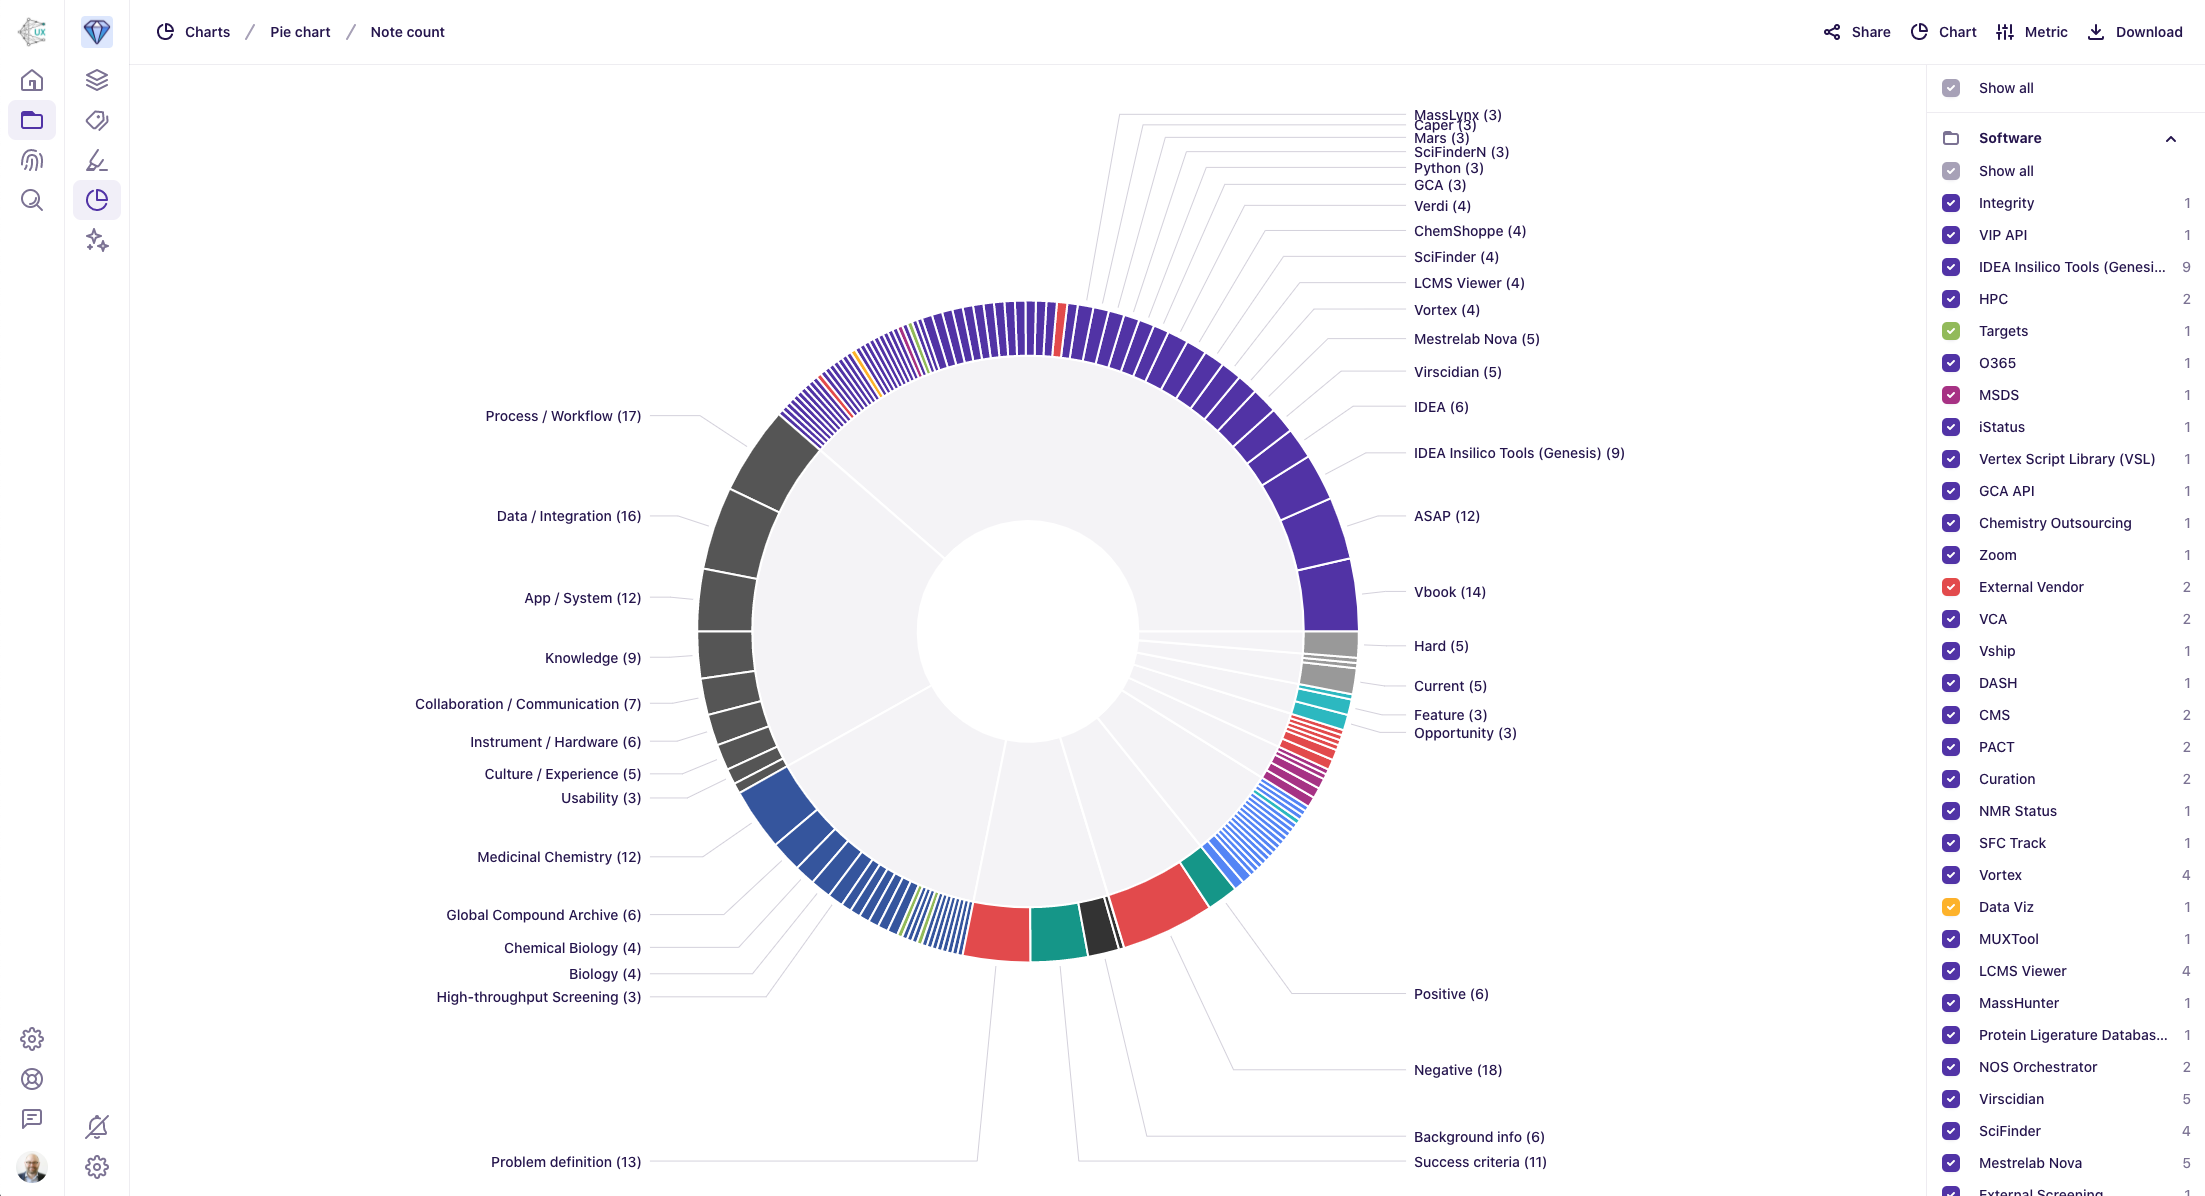 UX
Charts / Pie chart / Note count
Share
Chart
Metric
Download
MassLynx (3)
Caper (3)
Mars (3)
SciFinderN (3)
Python (3)
GCA (3)
Verdi (4)
ChemShoppe (4)
SciFinder (4)
LCMS Viewer (4)
Vortex (4)
Mestrelab Nova (5)
Virscidian (5)
IDEA (6)
IDEA Insilico Tools (Genesis) (9)
ASAP (12)
Vbook (14)
Hard (5)
Current (5)
Feature (3)
Opportunity (3)
Positive (6)
Negative (18)
Background info (6)
Success criteria (11)
Process / Workflow (17)
Data / Integration (16)
App / System (12)
Knowledge (9)
Collaboration / Communication (7)
Instrument / Hardware (6)
Culture / Experience (5)
Usability (3)
Medicinal Chemistry (12)
Global Compound Archive (6)
Chemical Biology (4)
Biology (4)
High-throughput Screening (3)
Problem definition (13)
Show all
Software
Show all
Integrity 1
VIP API 1
IDEA Insilico Tools (Genesi... 9
HPC 2
Targets 1
O365 1
MSDS 1
iStatus 1
Vertex Script Library (VSL) 1
GCA API 1
Chemistry Outsourcing 1
Zoom 1
External Vendor 2
VCA 2
Vship 1
DASH 1
CMS 2
PACT 2
Curation 2
NMR Status 1
SFC Track 1
Vortex 4
Data Viz 1
MUXTool 1
LCMS Viewer 4
MassHunter 1
Protein Ligerature Databas... 1
NOS Orchestrator 2
Virscidian 5
SciFinder 4
Mestrelab Nova 5
External Screening 1